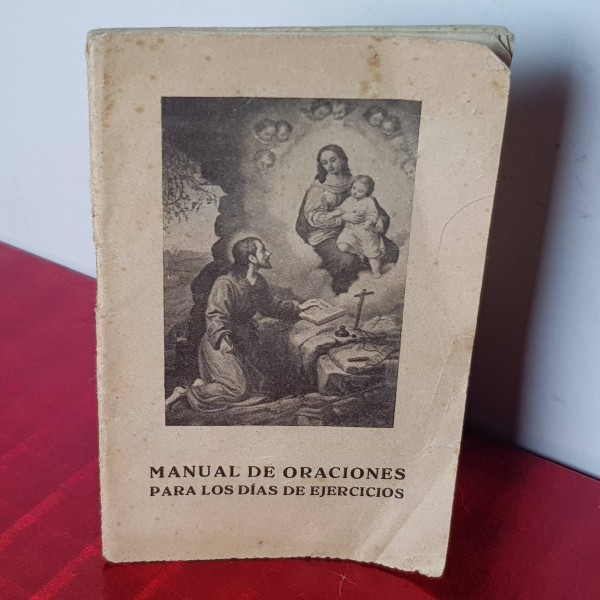 MANUAL DE ORACIONES
PARA LOS DÍAS DE EJERCICIOS